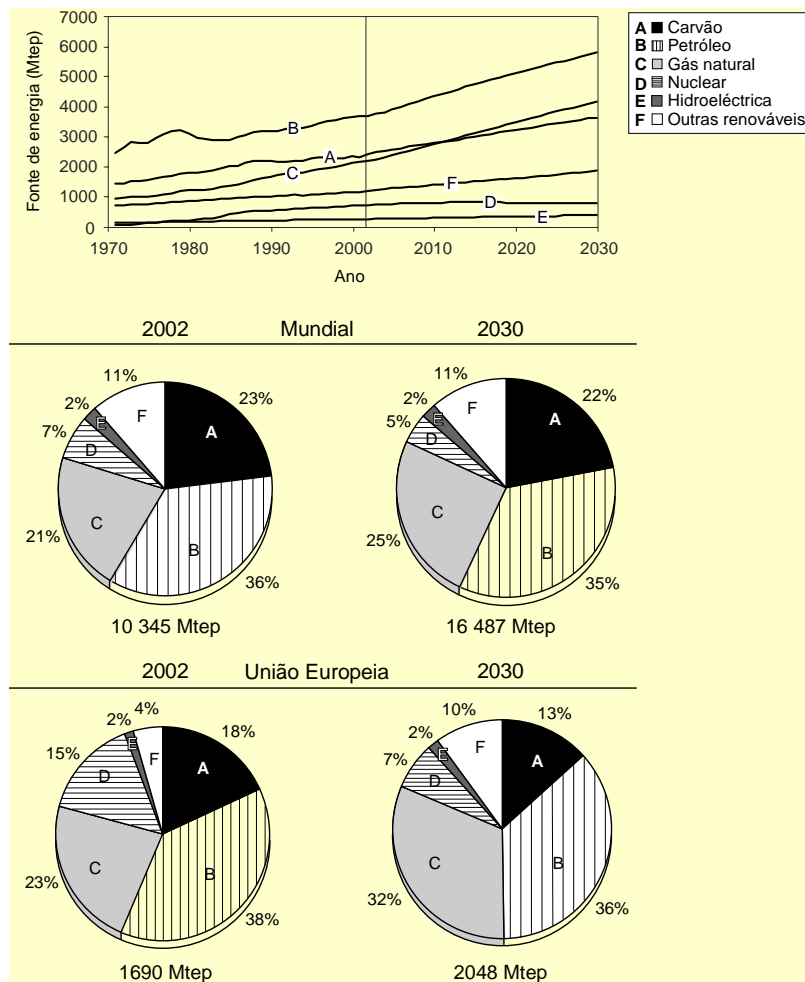 7000
6000
5000
4000
3000
2000
1000
0
Fonte de energia (Mtep)
B
A
C
F
D
E
1970 1980 1990 2000 2010 2020 2030
Ano
A Carvão
B Petróleo
C Gás natural
D Nuclear
E Hidroeléctrica
F Outras renováveis
2002 Mundial 2030
11%
23%
2%
7%
21%
36%
F
E
A
D
C
B
10 345 Mtep
11%
22%
2%
5%
25%
35%
F
E
A
D
C
B
16 487 Mtep
2002 União Europeia 2030
4%
2%
18%
15%
23%
38%
E
F
A
D
C
B
1690 Mtep
10%
13%
2%
7%
32%
36%
F
E
A
D
C
B
2048 Mtep